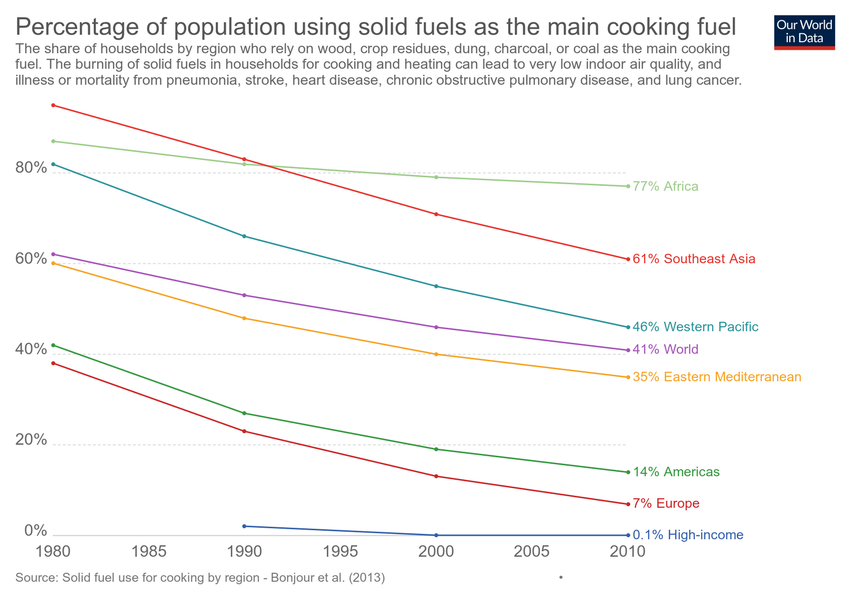 Percentage of population using solid fuels as the main cooking fuel
Our World
in Data
The share of households by region who rely on wood, crop residues, dung, charcoal, or coal as the main cooking
fuel. The burning of solid fuels in households for cooking and heating can lead to very low indoor air quality, and
illness or mortality from pneumonia, stroke, heart disease, chronic obstructive pulmonary disease, and lung cancer.
80%
77% Africa
60%
61% Southeast Asia
46% Western Pacific
40%
41% World
35% Eastern Mediterranean
20%
14% Americas
7% Europe
0%
0.1% High-income
1980 1985 1990 1995 2000 2005 2010
Source: Solid fuel use for cooking by region - Bonjour et al. (2013)